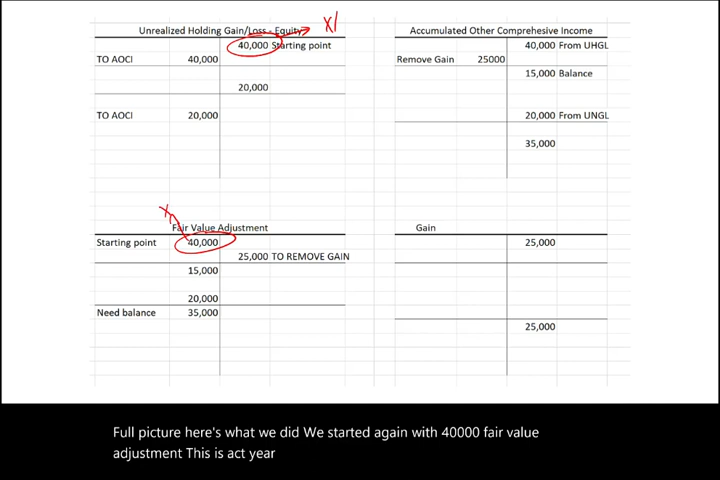 Unrealized Holding Gain/Loss - Equity X1
40,000 Starting point
TO AOCI 40,000
20,000
TO AOCI 20,000
Accumulated Other Comprehesive Income
40,000 From UHGL
Remove Gain 25000
15,000 Balance
20,000 From UNGL
35,000
X1
Fair Value Adjustment
Starting point 40,000
25,000 TO REMOVE GAIN
15,000
20,000
Need balance 35,000
Gain
25,000
25,000
Full picture here's what we did We started again with 40000 fair value
adjustment This is act year